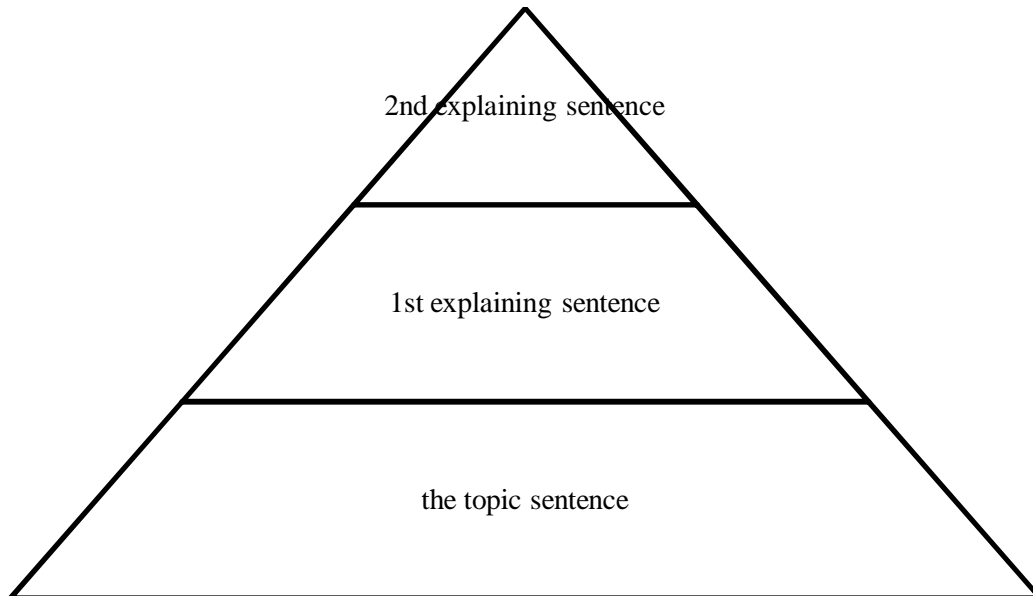 2nd explaining sentence
1st explaining sentence
the topic sentence